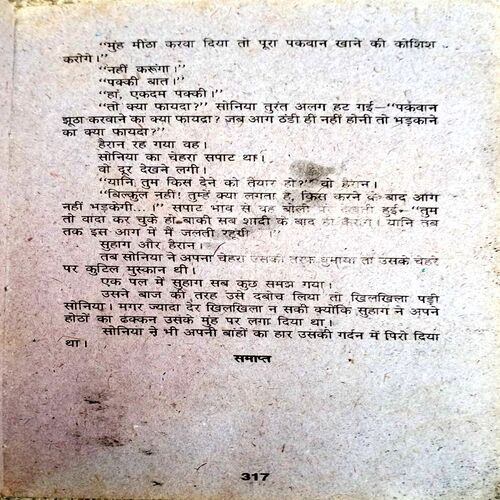 “मुंह मीठा करवा दिया तो पूरा पकवान खाने की कोशिश
करोगे।”
“नहीं करूंगा।”
“पक्की बात।”
“हां, एकदम पक्की।”
“तो क्या फायदा?” सोनिया तुरंत अलग हट गई–“पकवान
झूठा करवाने का क्या फायदा? जब आग ठंडी ही नहीं होनी तो भड़काने
का क्या फायदा?”
हैरान रह गया वह।
सोनिया का चेहरा सपाट था।
वो दूर देखने लगी।
“यानि तुम किस देने को तैयार हो?” वो हैरान।
“बिल्कुल नहीं! तुम्हें क्या लगता है, किस करने के बाद आग
नहीं भड़केगी...।” सपाट भाव से वह बोली देखती हुई–“तुम
तो वादा कर चुके हो बाकी सब शादी के बाद ही करोगे। यानि तब
तक इस आग में मैं जलती रहूंगी।”
सुहाग और हैरान।
तब सोनिया ने अपना चेहरा उसकी तरफ घुमाया तो उसके चेहरे
पर कुटिल मुस्कान थी।
एक पल में सुहाग सब कुछ समझ गया।
उसने बाज की तरह उसे दबोच लिया तो खिलखिला पड़ी
सोनिया। मगर ज्यादा देर खिलखिला न सकी क्योंकि सुहाग ने अपने
होठों का ढक्कन उसके मुंह पर लगा दिया था।
सोनिया ने भी अपनी बाहों का हार उसकी गर्दन में पिरो दिया
था।
समाप्त
317